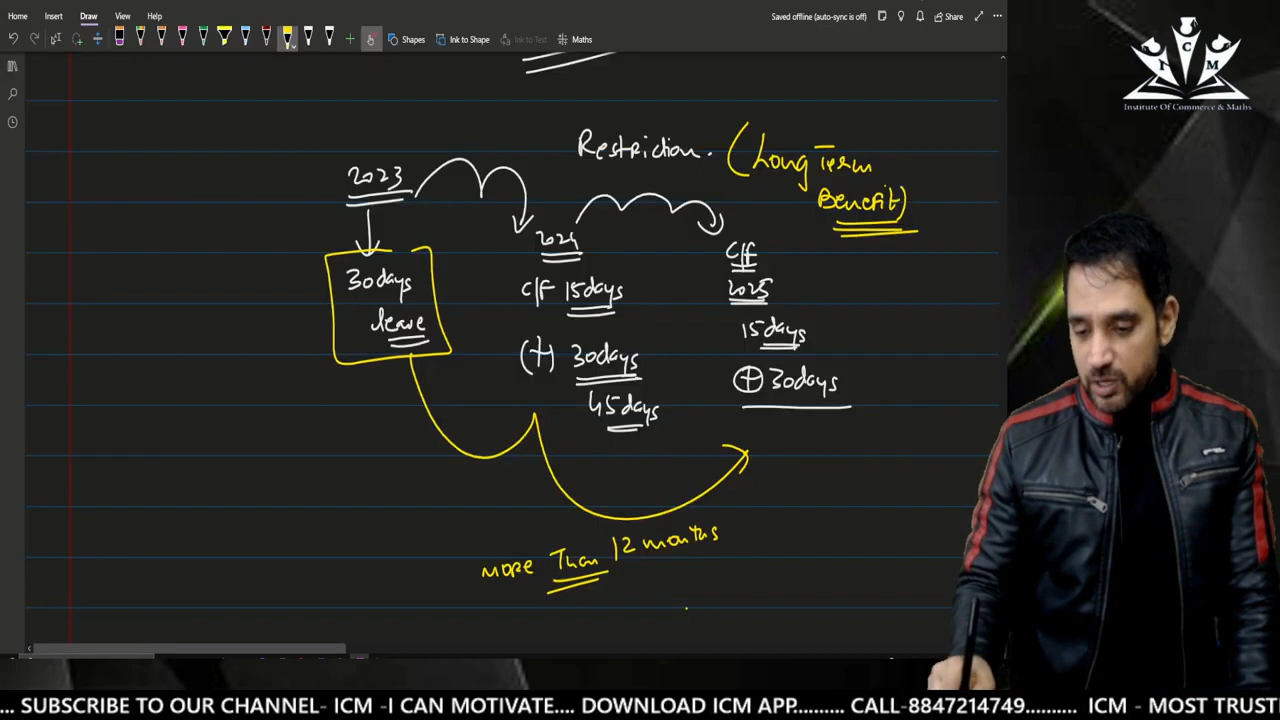 Home Insert Draw View Help
Saved offline (auto-sync is off)
Share
Shapes
Ink to Shape
Ink to Text
Maths
I C M
Institute Of Commerce & Maths
Restriction. (Long Term
Benefit)
2023
30days
leave
2024
C/F 15days
(+) 30days
45days
C/f
2025
15days
+ 30days
more Than 12 months
... SUBSCRIBE TO OUR CHANNEL- ICM -I CAN MOTIVATE.... DOWNLOAD ICM APP......... CALL-8847214749.......... ICM - MOST TRUST